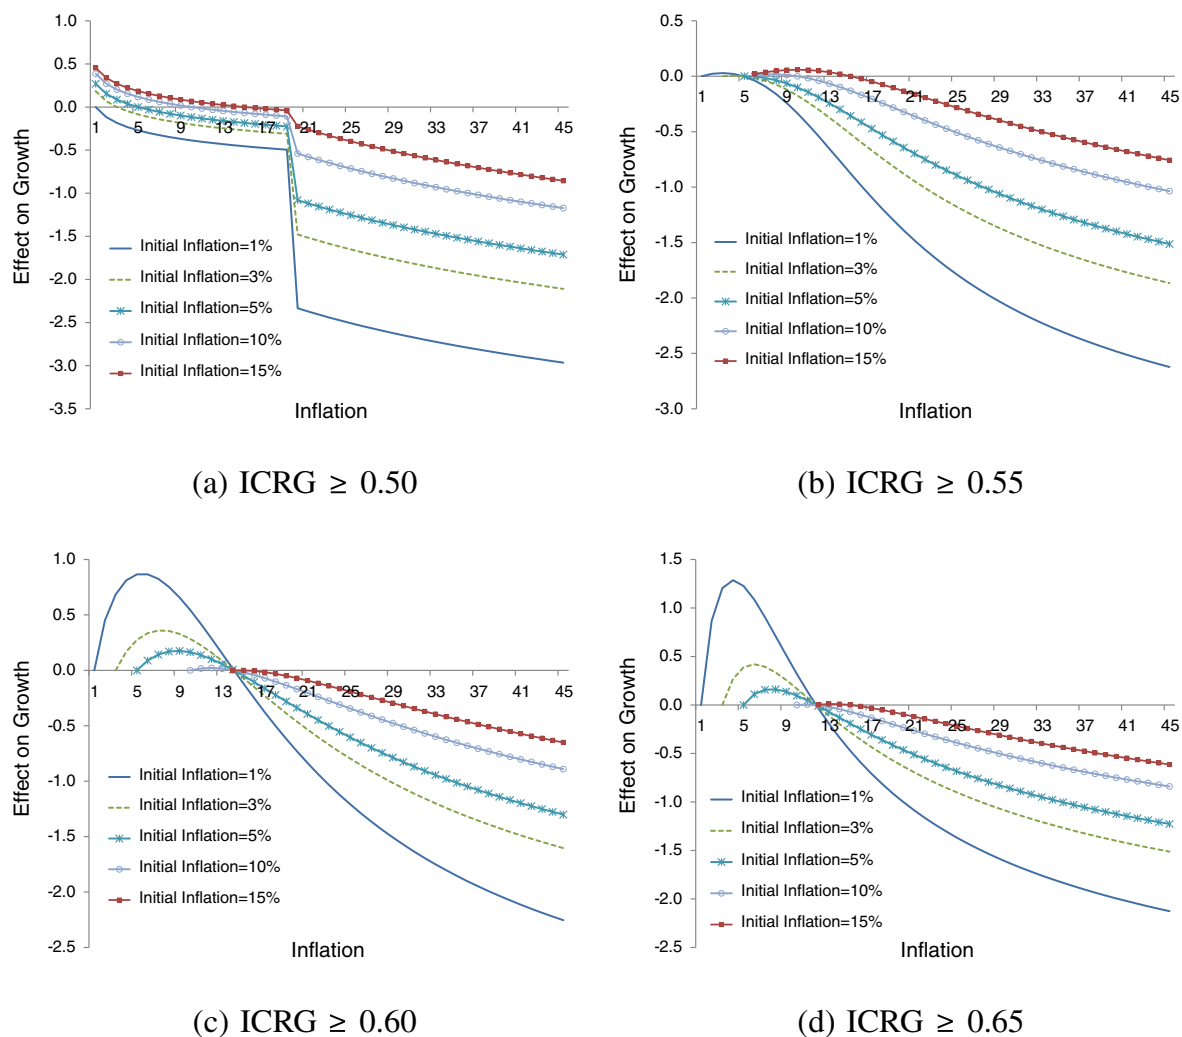 1.0
0.5
0.0
-0.5
-1.0
-1.5
-2.0
-2.5
-3.0
-3.5
Effect on Growth
1 5 9 13 17 21 25 29 33 37 41 45
Initial Inflation=1%
Initial Inflation=3%
Initial Inflation=5%
Initial Inflation=10%
Initial Inflation=15%
Inflation
(a) ICRG ≥ 0.50
0.5
0.0
-0.5
-1.0
-1.5
-2.0
-2.5
-3.0
Effect on Growth
1 5 9 13 17 21 25 29 33 37 41 45
Initial Inflation=1%
Initial Inflation=3%
Initial Inflation=5%
Initial Inflation=10%
Initial Inflation=15%
Inflation
(b) ICRG ≥ 0.55
1.0
0.5
0.0
-0.5
-1.0
-1.5
-2.0
-2.5
Effect on Growth
1 5 9 13 17 21 25 29 33 37 41 45
Initial Inflation=1%
Initial Inflation=3%
Initial Inflation=5%
Initial Inflation=10%
Initial Inflation=15%
Inflation
(c) ICRG ≥ 0.60
1.5
1.0
0.5
0.0
-0.5
-1.0
-1.5
-2.0
-2.5
Effect on Growth
1 5 9 13 17 21 25 29 33 37 41 45
Initial Inflation=1%
Initial Inflation=3%
Initial Inflation=5%
Initial Inflation=10%
Initial Inflation=15%
Inflation
(d) ICRG ≥ 0.65